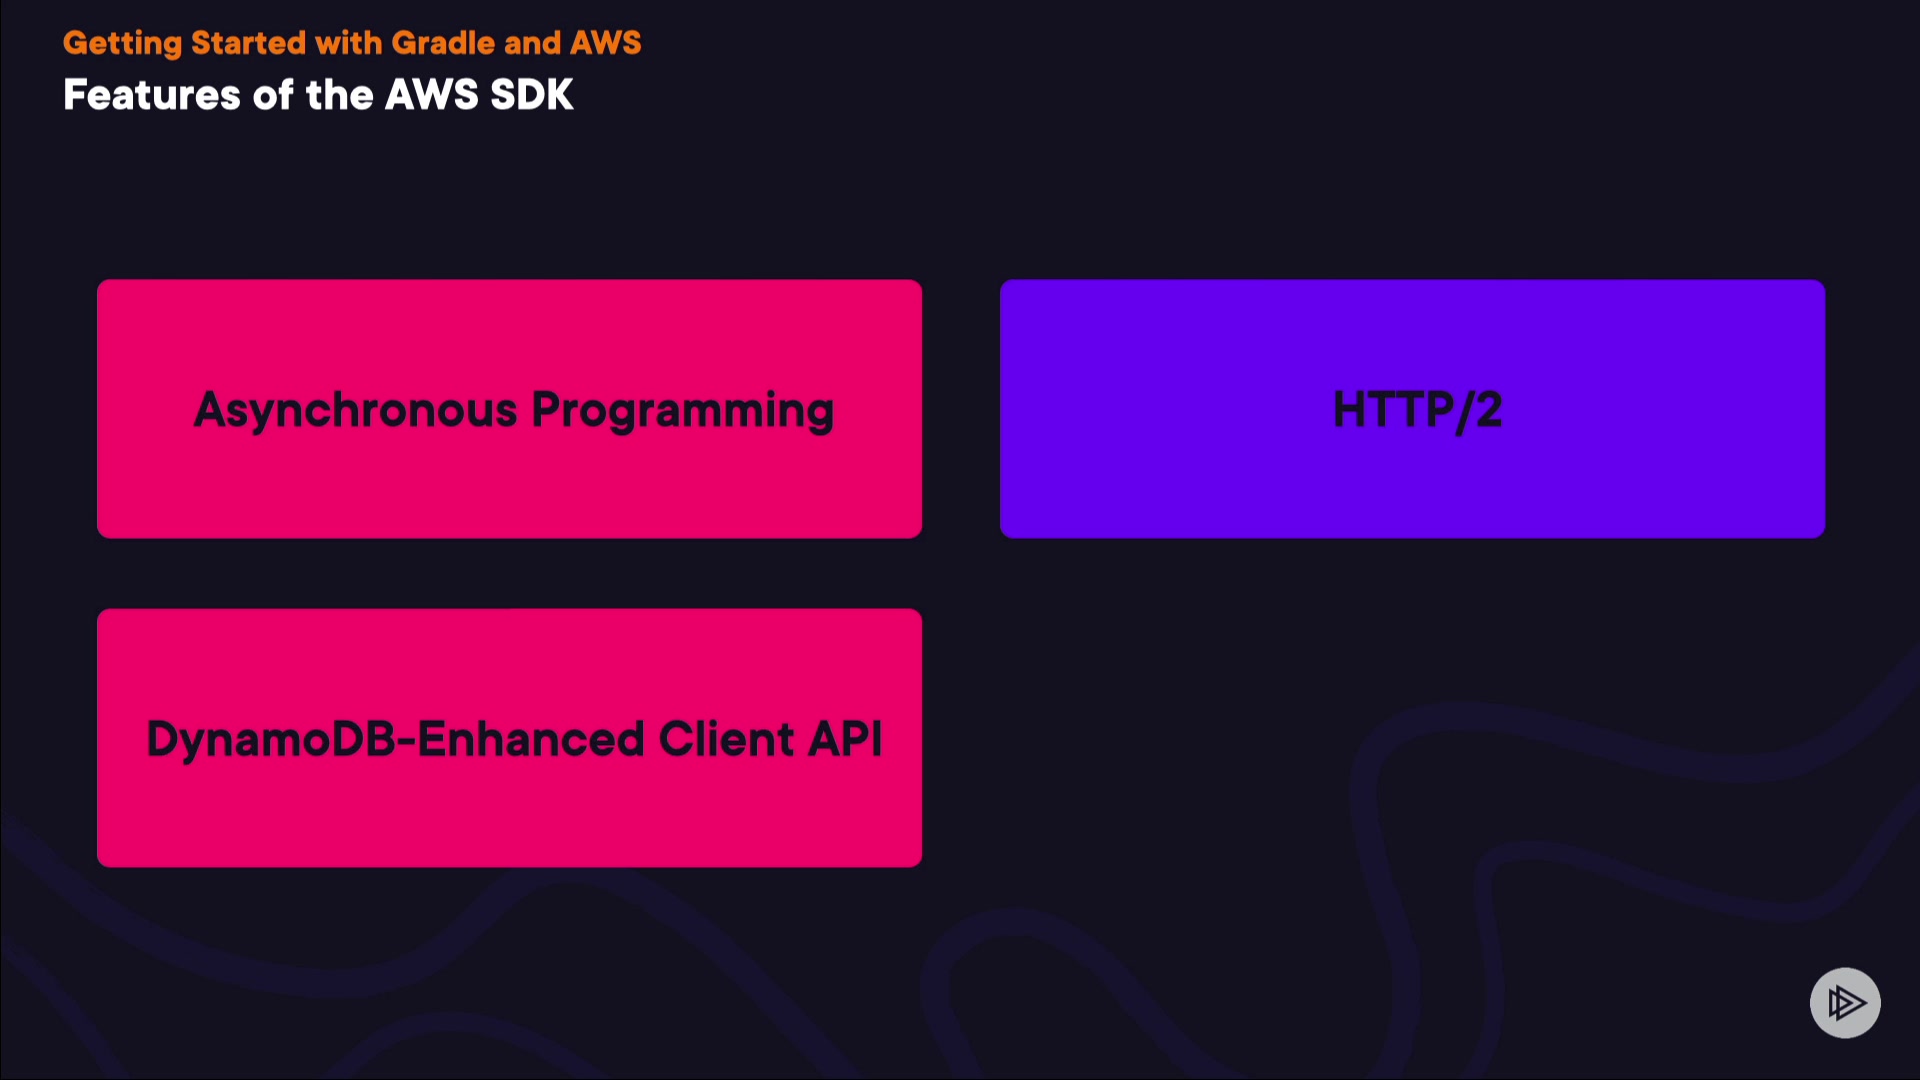 Getting Started with Gradle and AWS
Features of the AWS SDK
Asynchronous Programming
HTTP/2
DynamoDB-Enhanced Client API